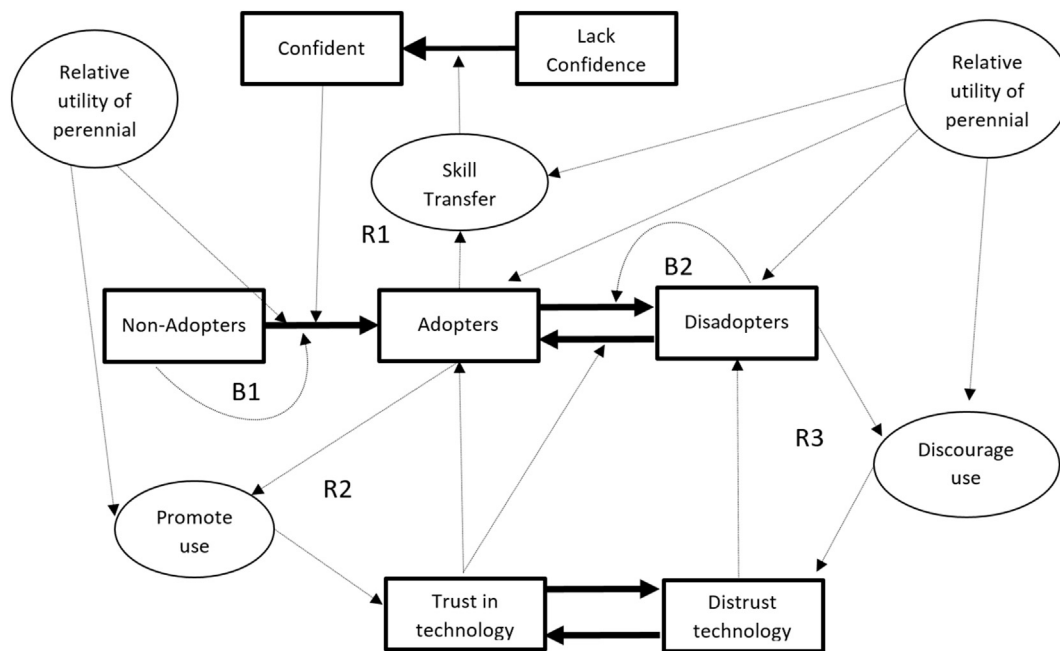 Confident
Lack
Confidence
Relative
utility of
perennial
Relative
utility of
perennial
Skill
Transfer
R1
B2
Non-Adopters
Adopters
Disadopters
B1
R3
Discourage
use
R2
Promote
use
Trust in
technology
Distrust
technology